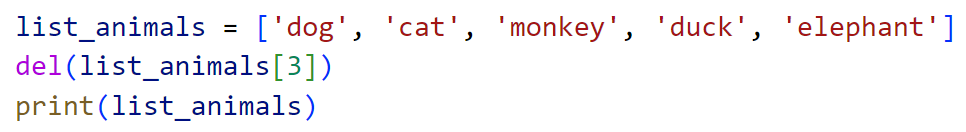 list_animals = ['dog', 'cat', 'monkey', 'duck', 'elephant']
del(list_animals[3])
print(list_animals)